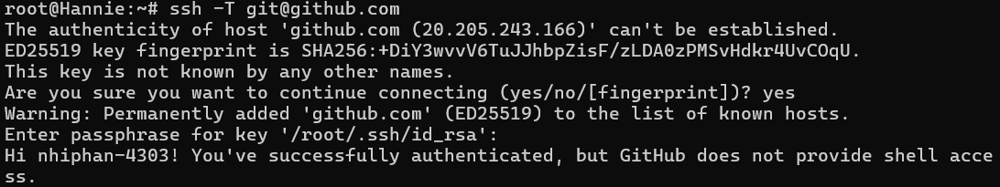 root@Hannie:~# ssh -T git@github.com
The authenticity of host 'github.com (20.205.243.166)' can't be established.
ED25519 key fingerprint is SHA256:+DiY3wvvV6TuJJhbpZisF/zLDA0zPMSvHdkr4UvCOqU.
This key is not known by any other names.
Are you sure you want to continue connecting (yes/no/[fingerprint])? yes
Warning: Permanently added 'github.com' (ED25519) to the list of known hosts.
Enter passphrase for key '/root/.ssh/id_rsa':
Hi nhiphan-4303! You've successfully authenticated, but GitHub does not provide shell acce
ss.